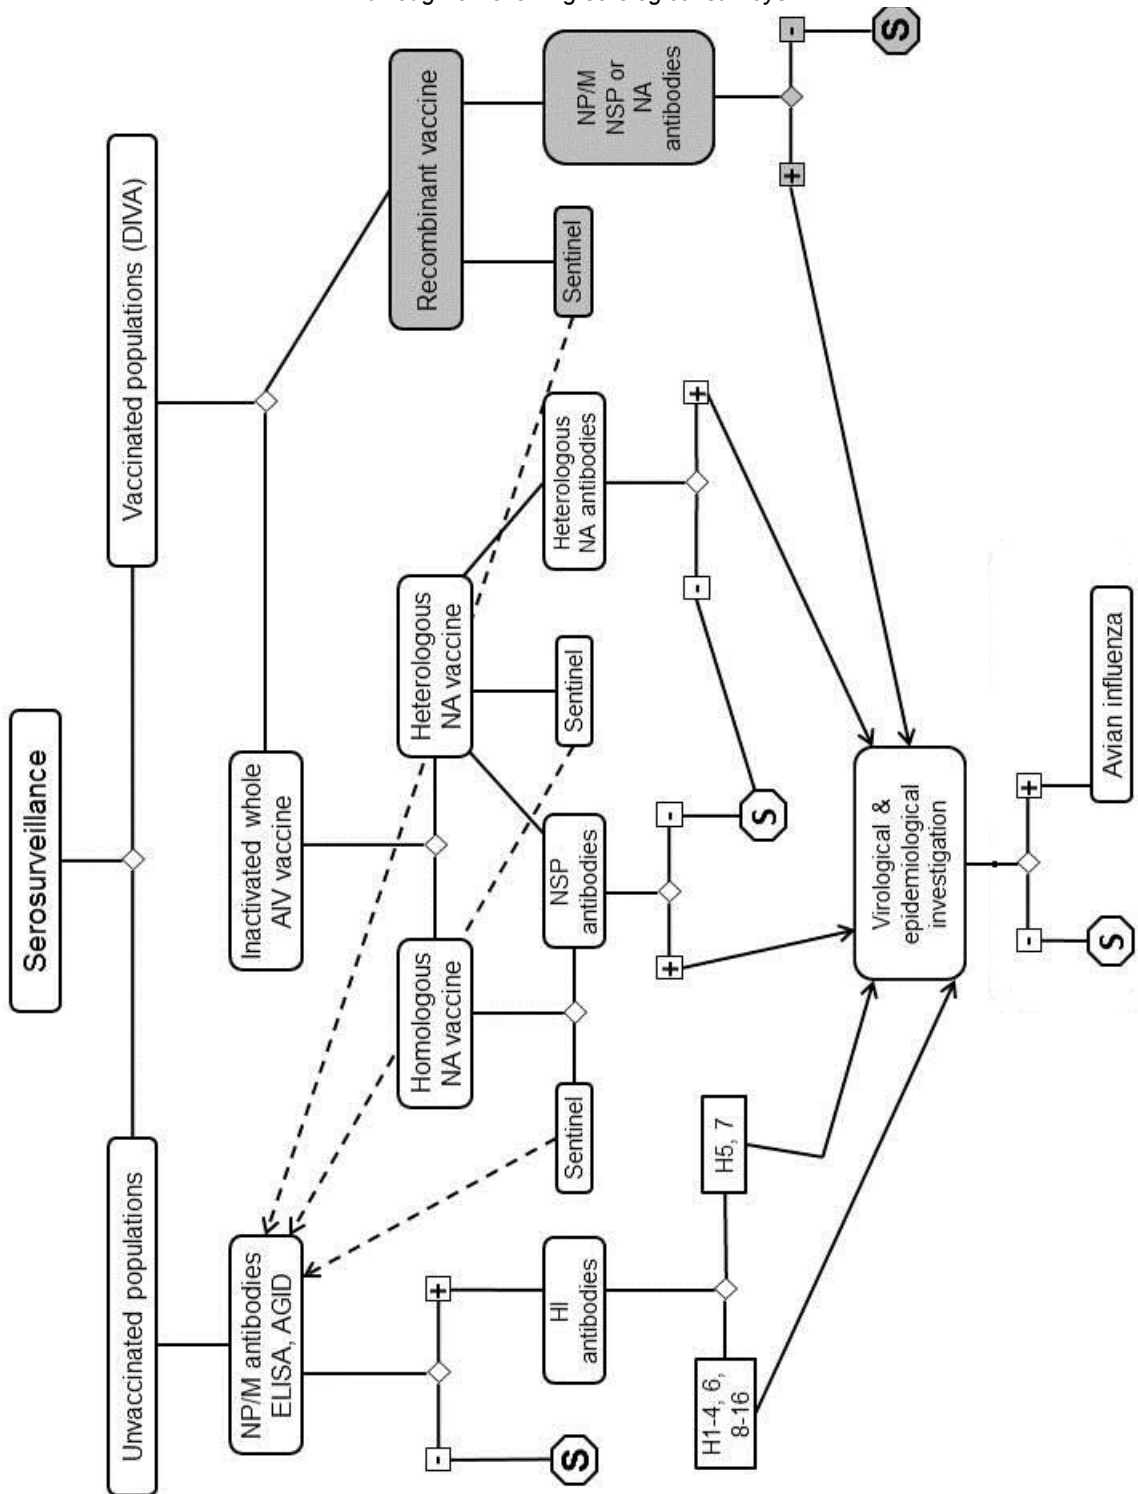 Serosurveillance
Unvaccinated populations
Vaccinated populations (DIVA)
NP/M antibodies
ELISA, AGID
Inactivated whole
AIV vaccine
Homologous
NA vaccine
Heterologous
NA vaccine
Recombinant vaccine
-
+
S
HI
antibodies
Sentinel
NSP
antibodies
Sentinel
Heterologous
NA antibodies
Sentinel
NP/M
NSP or
NA
antibodies
+
-
-
+
H1-4, 6,
8-16
H5, 7
S
+
-
S
Virological &
epidemiological
investigation
-
+
S
Avian influenza